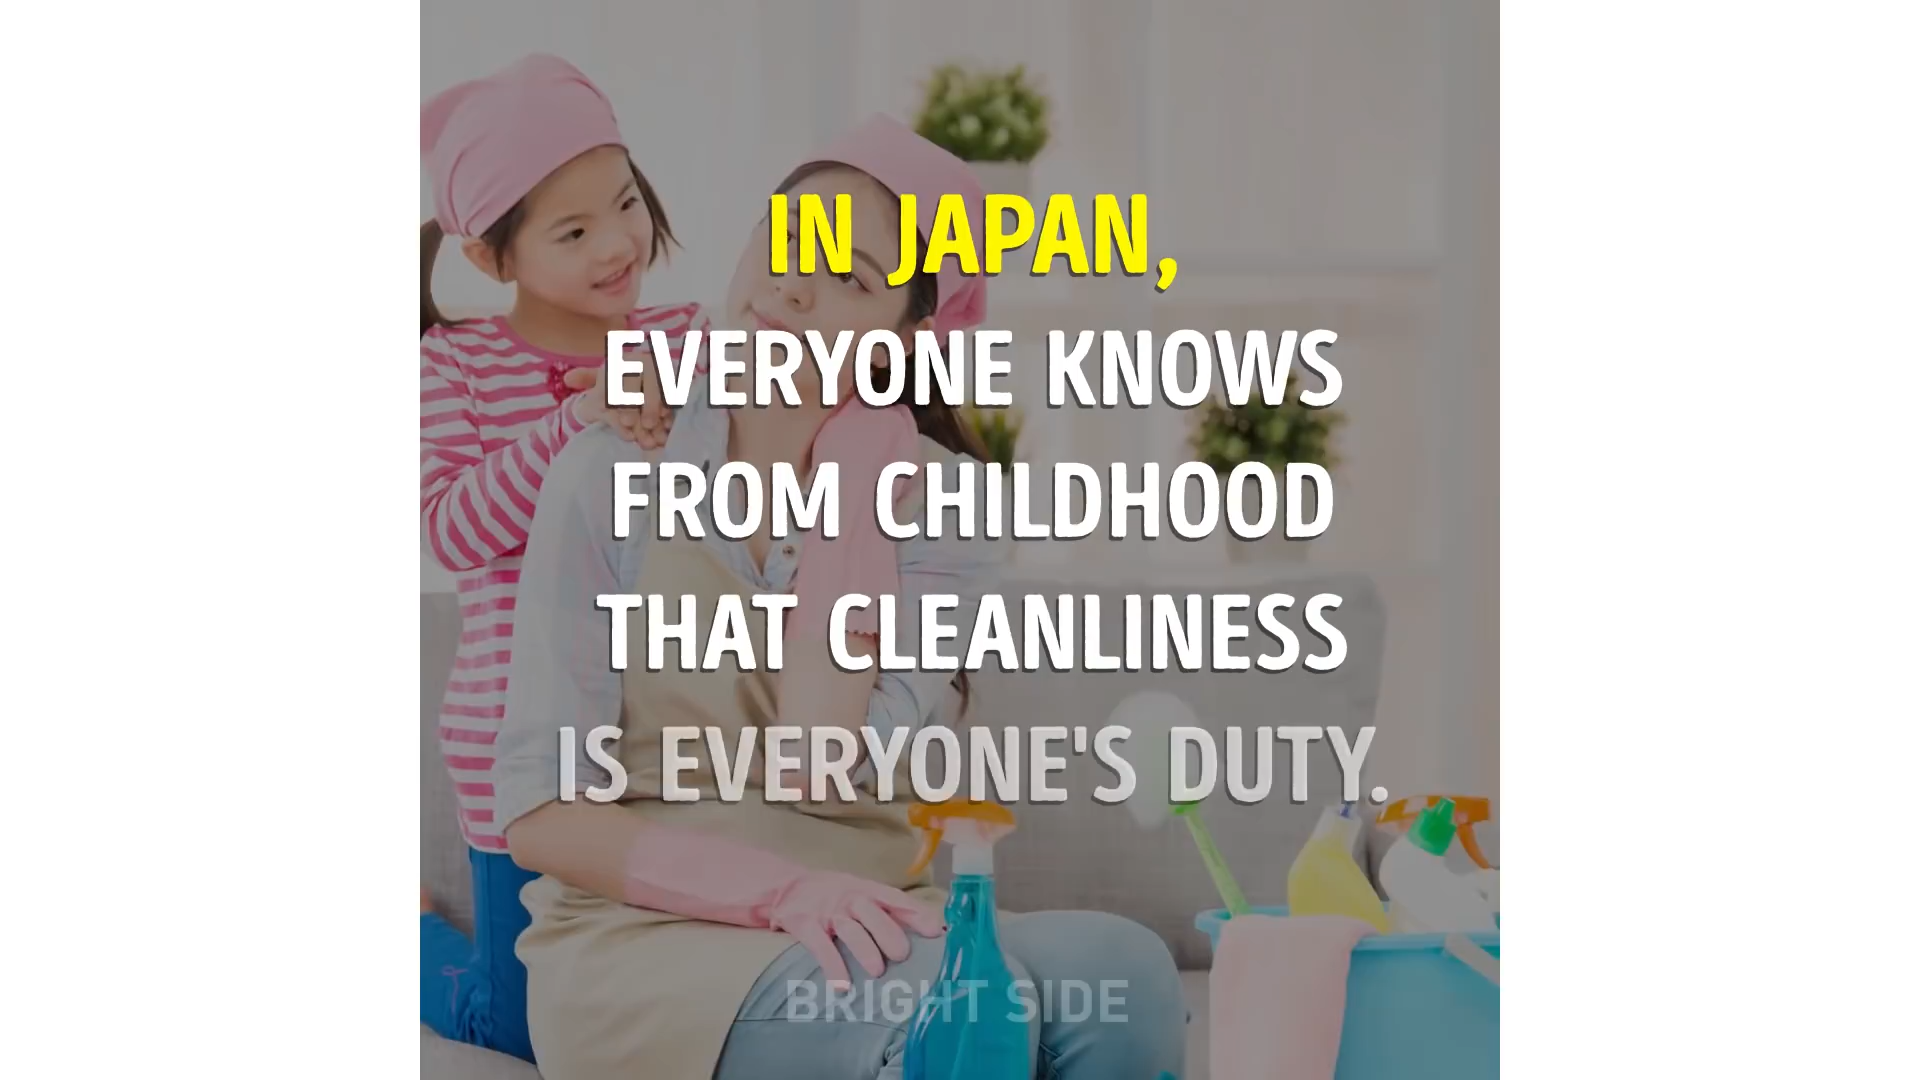 IN JAPAN,
EVERYONE KNOWS
FROM CHILDHOOD
THAT CLEANLINESS
IS EVERYONE'S DUTY.
BRIGHT SIDE